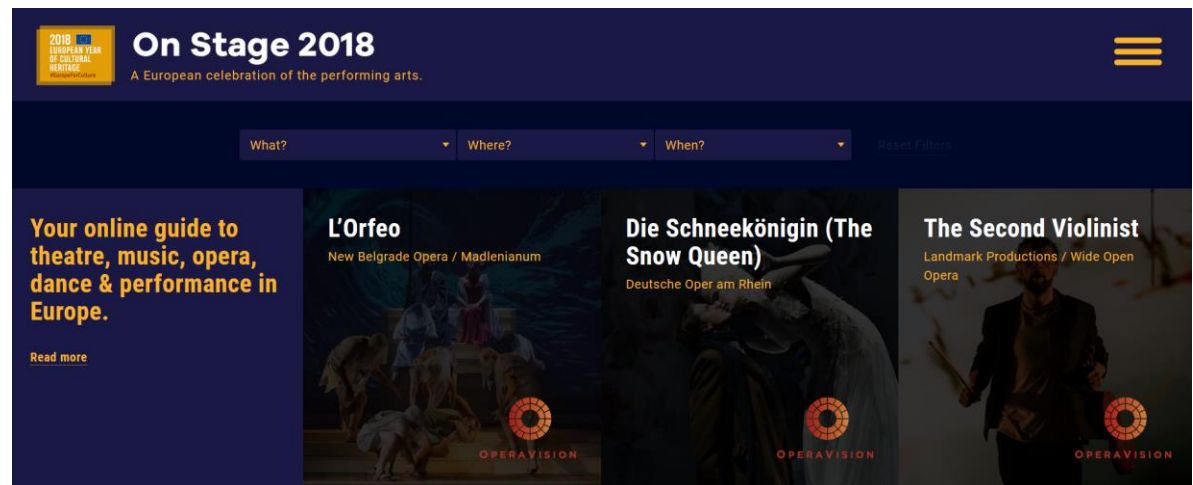 2018
EUROPEAN YEAR
OF CULTURAL
HERITAGE
#EuropeForCulture
On Stage 2018
A European celebration of the performing arts.
What?
Where?
When?
Reset Filters
Your online guide to
theatre, music, opera,
dance & performance in
Europe.
Read more
L’Orfeo
New Belgrade Opera / Madlenianum
OPERAVISION
Die Schneekönigin (The
Snow Queen)
Deutsche Oper am Rhein
OPERAVISION
The Second Violinist
Landmark Productions / Wide Open
Opera
OPERAVISION